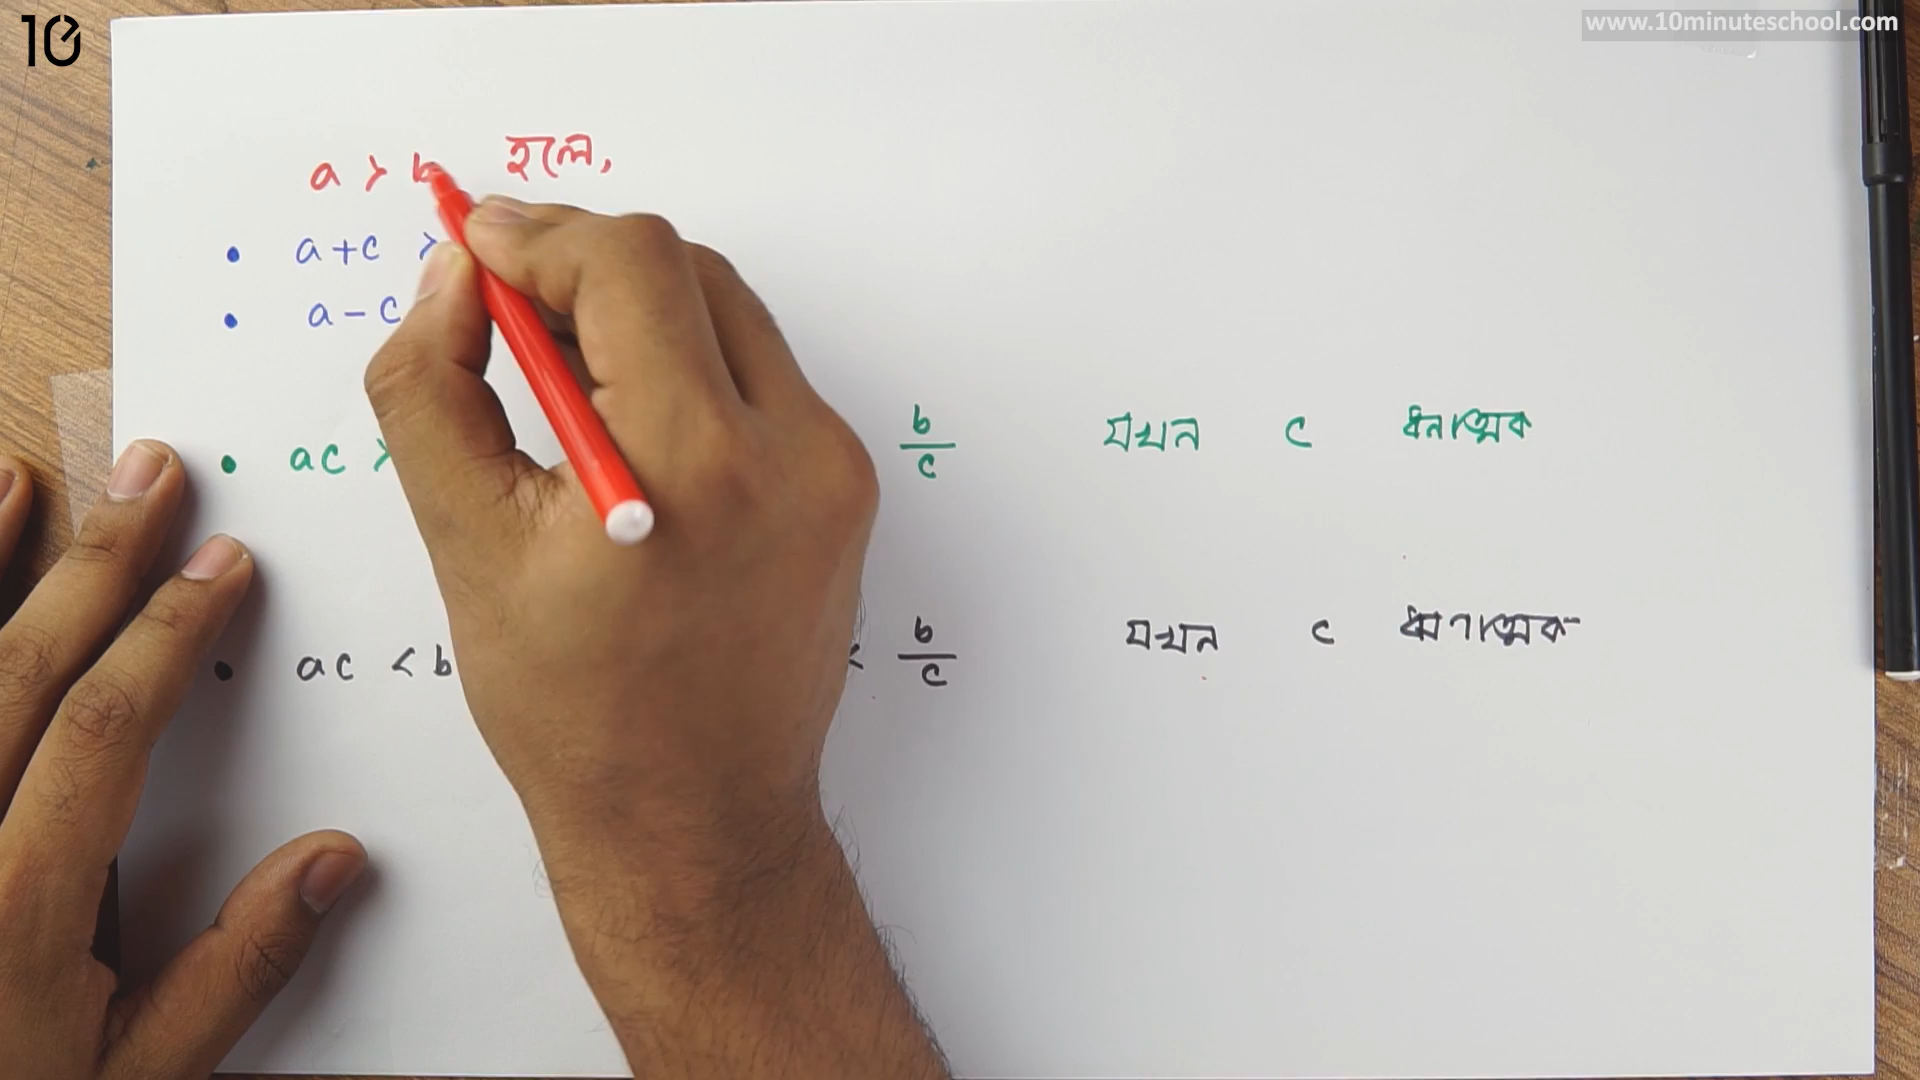 10
www.10minuteschool.com
a > b হলে,
• a+c >
• a-c
• ac > b/c যখন c ধনাত্মক
• ac < b < b/c যখন c ঋণাত্মক